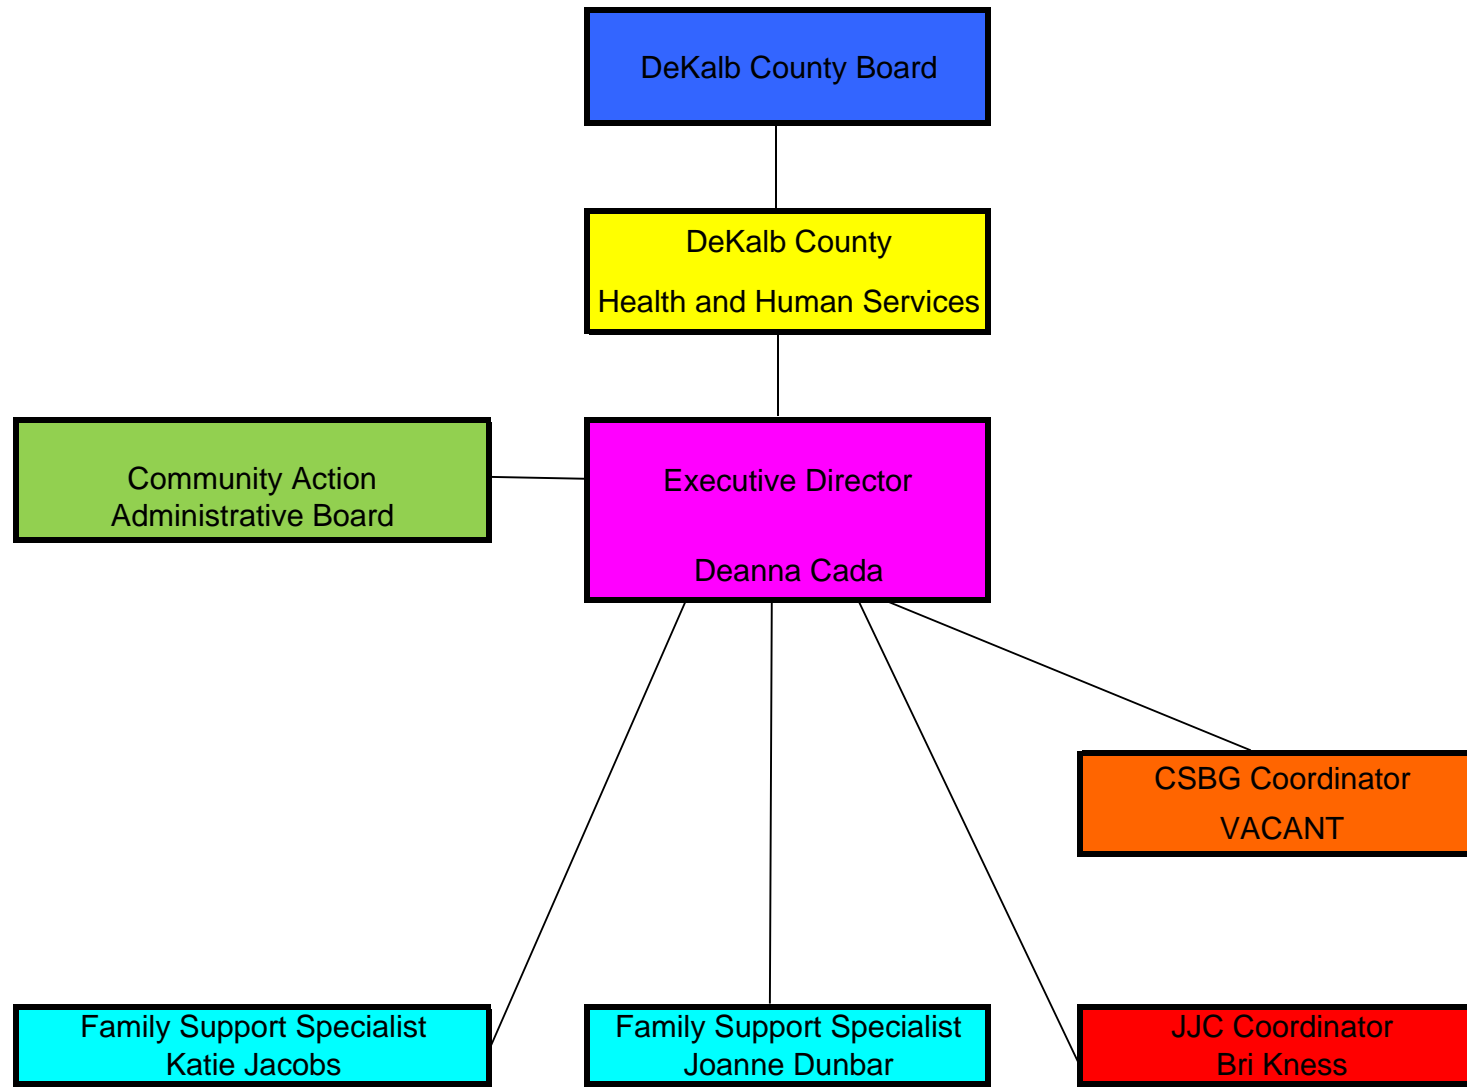 DeKalb County Board
DeKalb County
Health and Human Services
Community Action
Administrative Board
Executive Director
Deanna Cada
CSBG Coordinator
VACANT
Family Support Specialist
Katie Jacobs
Family Support Specialist
Joanne Dunbar
JJC Coordinator
Bri Kness